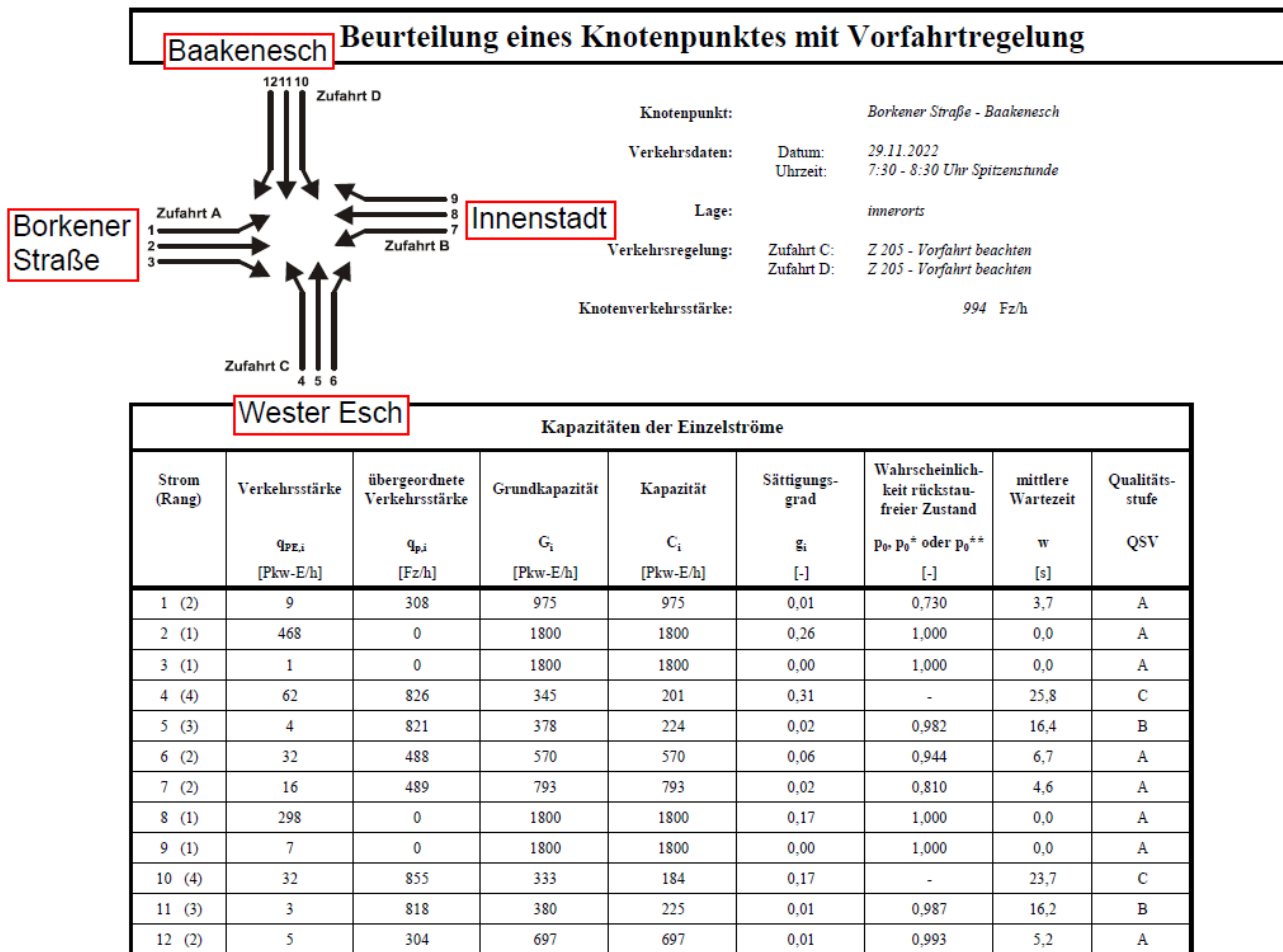 Beurteilung eines Knotenpunktes mit Vorfahrtregelung
Baakenesch
12 11 10
Zufahrt D
Zufahrt A
1
2
3
Borkener
Straße
9
8
7
Zufahrt B
Innenstadt
Zufahrt C
4 5 6
Wester Esch
Knotenpunkt: Borkener Straße - Baakenesch
Verkehrsdaten: Datum: 29.11.2022
Uhrzeit: 7:30 - 8:30 Uhr Spitzenstunde
Lage: innerorts
Verkehrsregelung: Zufahrt C: Z 205 - Vorfahrt beachten
Zufahrt D: Z 205 - Vorfahrt beachten
Knotenverkehrsstärke: 994 Fz/h
Kapazitäten der Einzelströme
Strom (Rang) Verkehrsstärke übergeordnete Verkehrsstärke Grundkapazität Kapazität Sättigungs-grad Wahrscheinlich-keit rückstau-freier Zustand mittlere Wartezeit Qualitäts-stufe
qPE,i qp,i Gi Ci gi p0, p0* oder p0** w QSV
[Pkw-E/h] [Fz/h] [Pkw-E/h] [Pkw-E/h] [-] [-] [s]
1 (2) 9 308 975 975 0,01 0,730 3,7 A
2 (1) 468 0 1800 1800 0,26 1,000 0,0 A
3 (1) 1 0 1800 1800 0,00 1,000 0,0 A
4 (4) 62 826 345 201 0,31 - 25,8 C
5 (3) 4 821 378 224 0,02 0,982 16,4 B
6 (2) 32 488 570 570 0,06 0,944 6,7 A
7 (2) 16 489 793 793 0,02 0,810 4,6 A
8 (1) 298 0 1800 1800 0,17 1,000 0,0 A
9 (1) 7 0 1800 1800 0,00 1,000 0,0 A
10 (4) 32 855 333 184 0,17 - 23,7 C
11 (3) 3 818 380 225 0,01 0,987 16,2 B
12 (2) 5 304 697 697 0,01 0,993 5,2 A